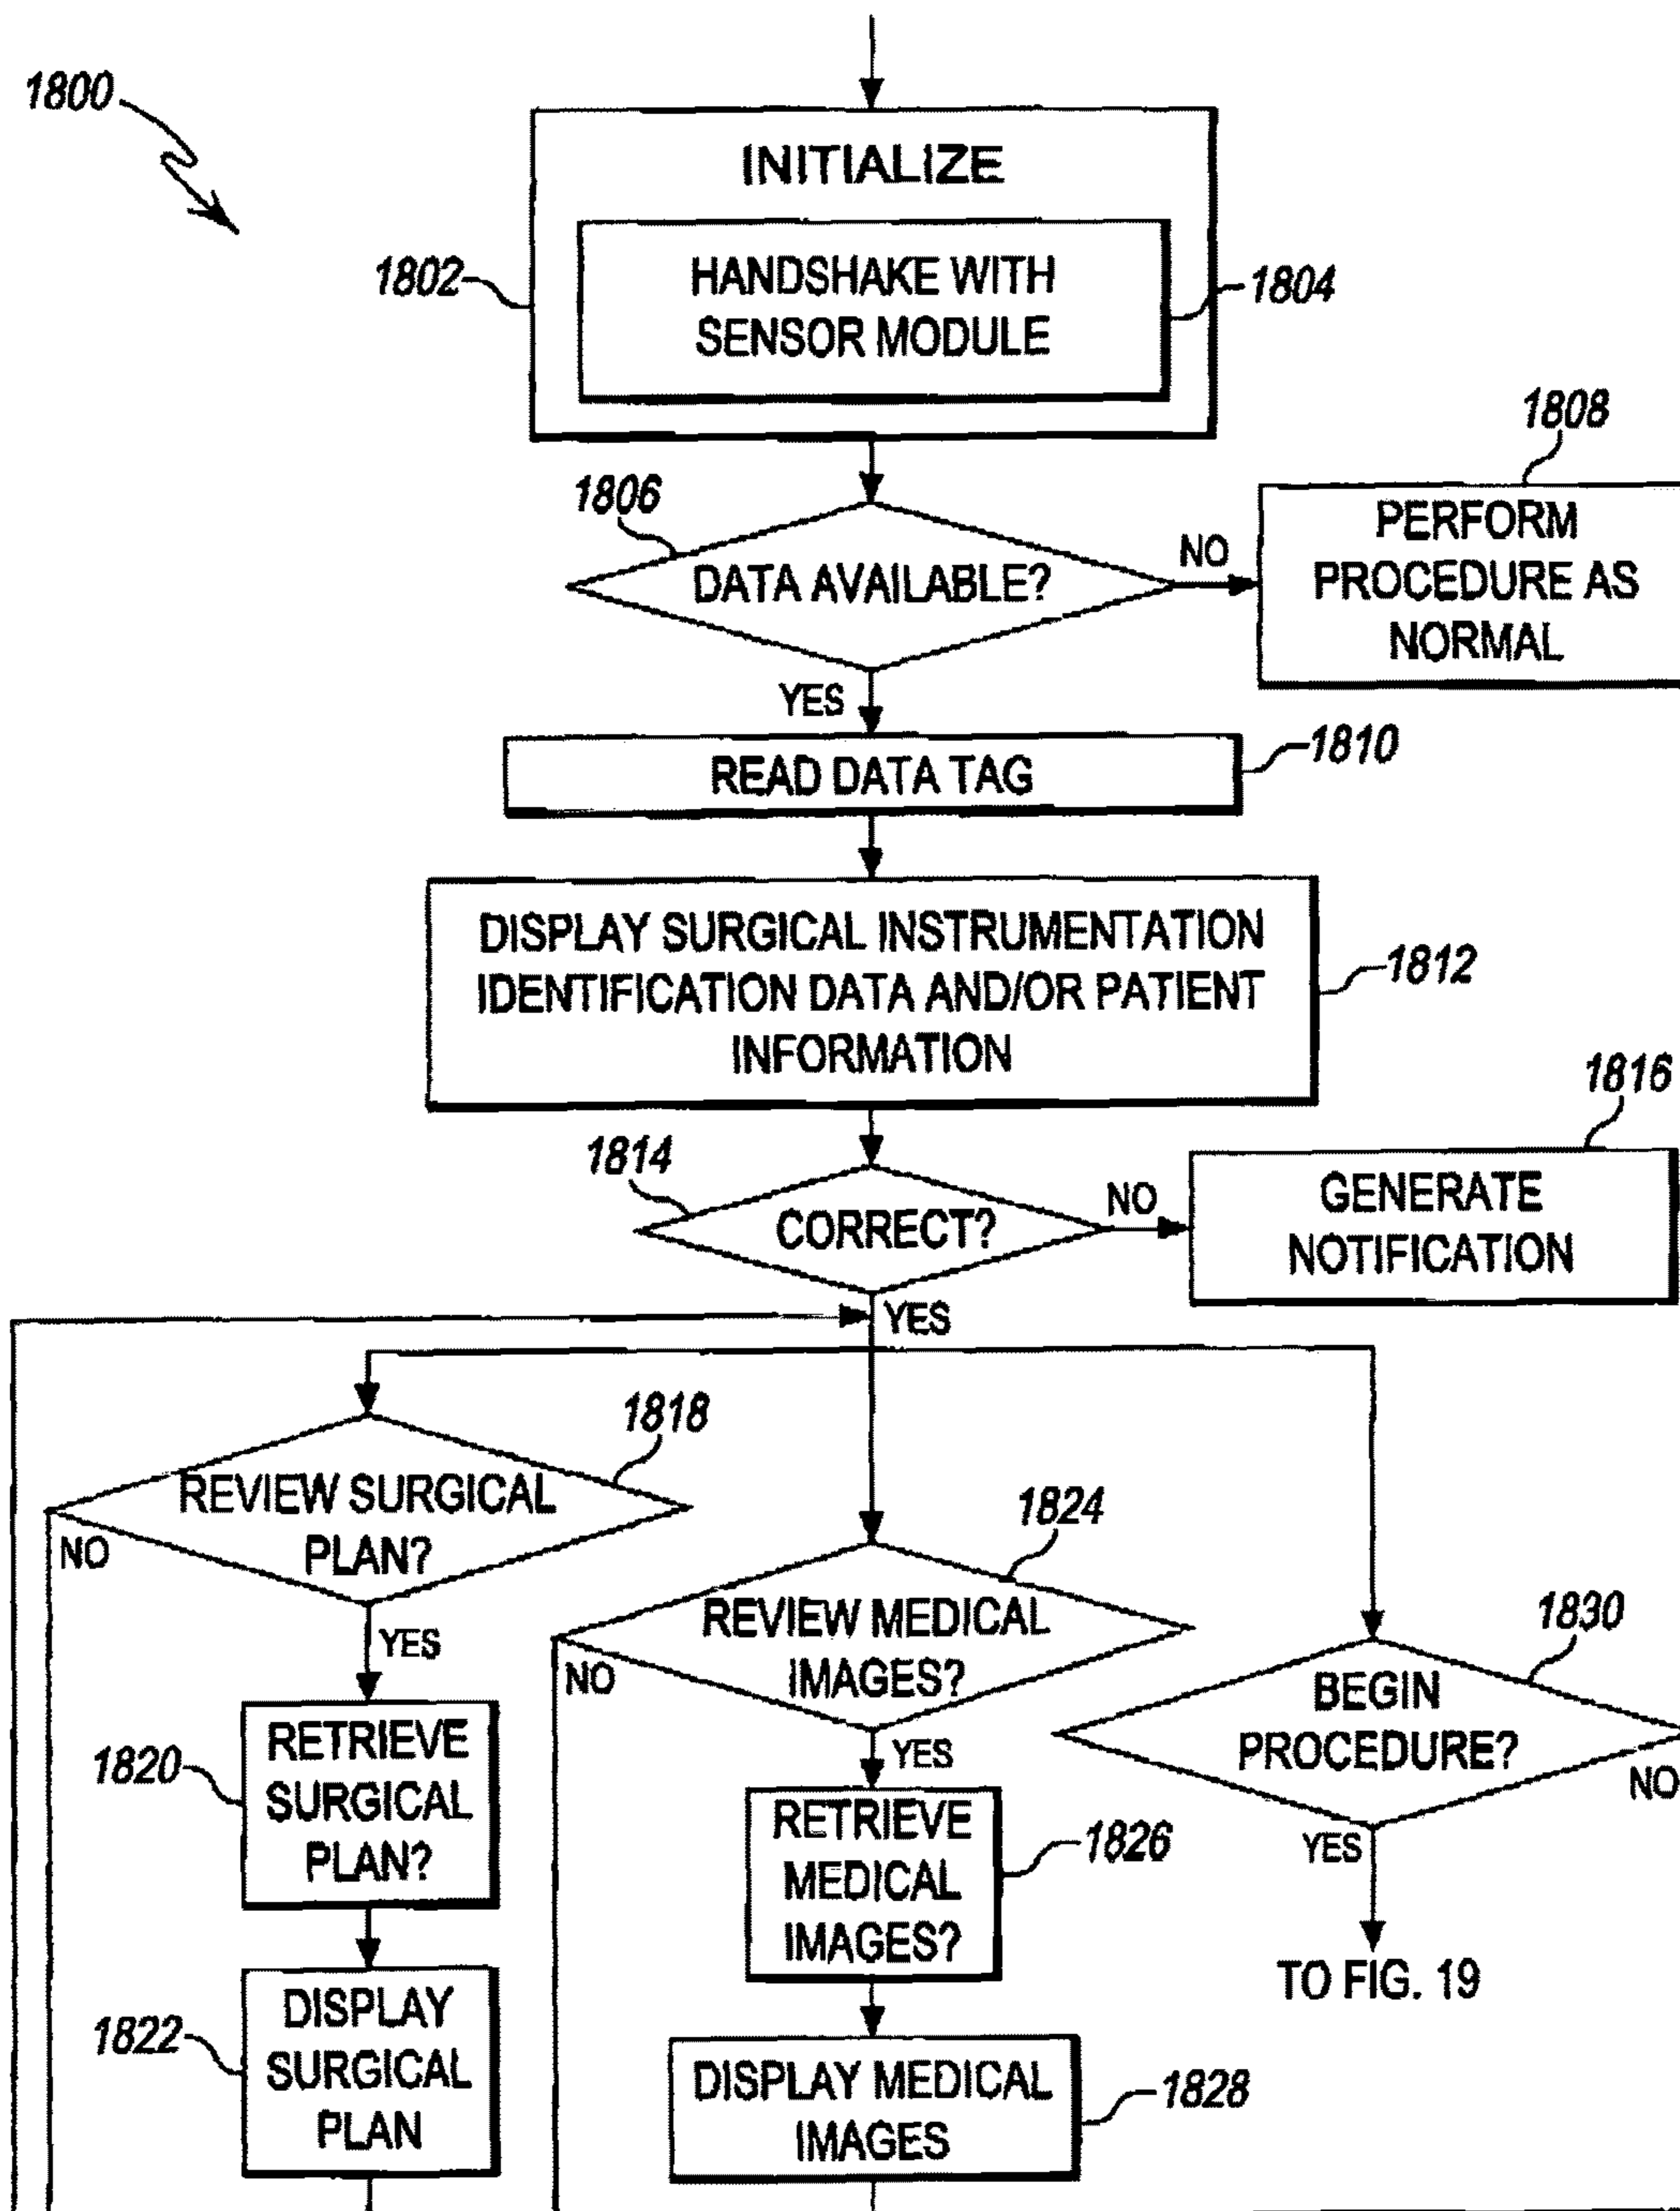 1800
INITIALIZE
1802
HANDSHAKE WITH
SENSOR MODULE
1804
1806
DATA AVAILABLE?
NO
1808
PERFORM
PROCEDURE AS
NORMAL
YES
READ DATA TAG
1810
DISPLAY SURGICAL INSTRUMENTATION
IDENTIFICATION DATA AND/OR PATIENT
INFORMATION
1812
1814
CORRECT?
NO
1816
GENERATE
NOTIFICATION
YES
1818
REVIEW SURGICAL
PLAN?
NO
YES
1820
RETRIEVE
SURGICAL
PLAN?
1822
DISPLAY
SURGICAL
PLAN
1824
REVIEW MEDICAL
IMAGES?
NO
YES
RETRIEVE
MEDICAL
IMAGES?
1826
DISPLAY MEDICAL
IMAGES
1828
1830
BEGIN
PROCEDURE?
NO
YES
TO FIG. 19